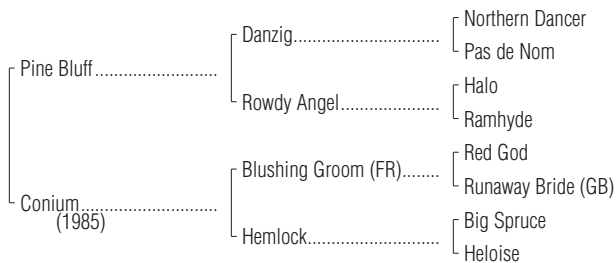 Northern Dancer
Danzig
Pas de Nom
Pine Bluff
Halo
Rowdy Angel
Ramhyde
Red God
Blushing Groom (FR)
Runaway Bride (GB)
Conium
(1985)
Big Spruce
Hemlock
Heloise